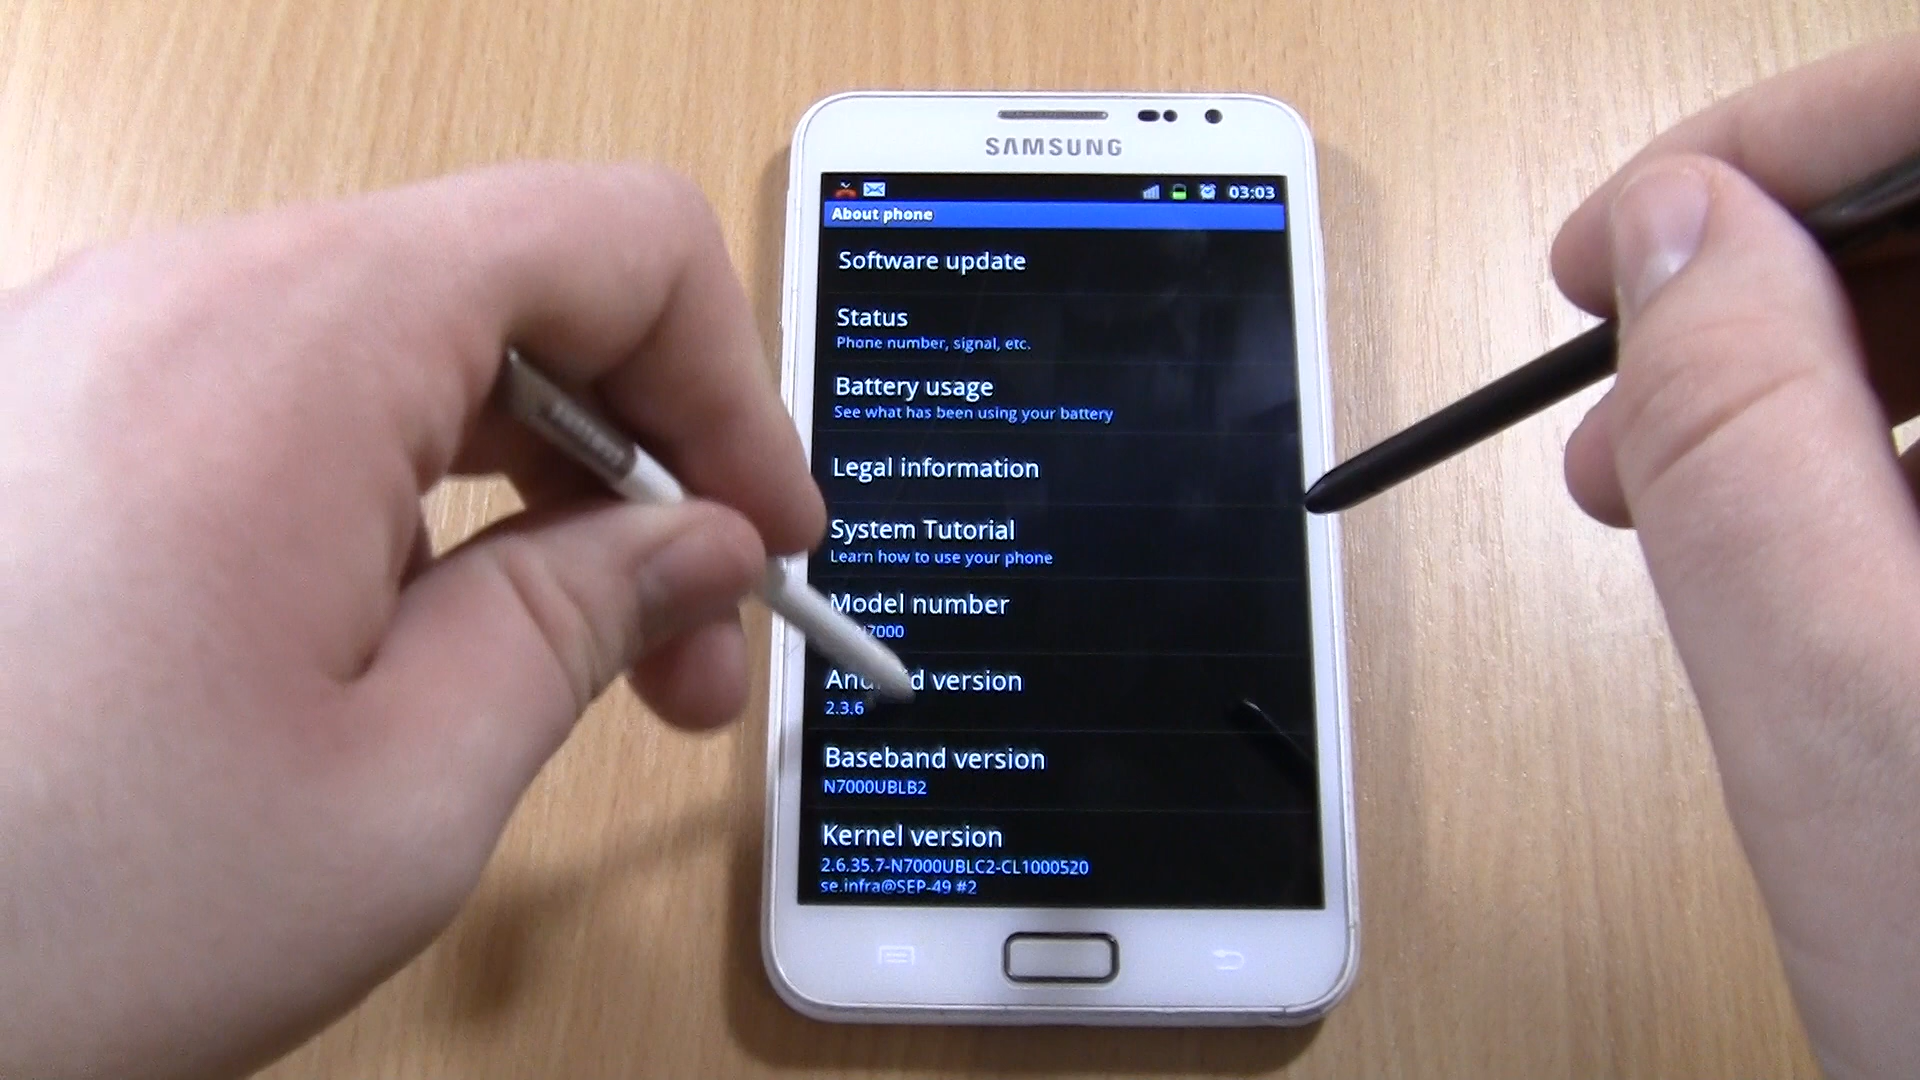 SAMSUNG
03:03
About phone
Software update
Status
Phone number, signal, etc.
Battery usage
See what has been using your battery
Legal information
System Tutorial
Learn how to use your phone
Model number
N7000
Android version
2.3.6
Baseband version
N7000UBLB2
Kernel version
2.6.35.7-N7000UBLC2-CL1000520
se.infra@SEP-49 #2